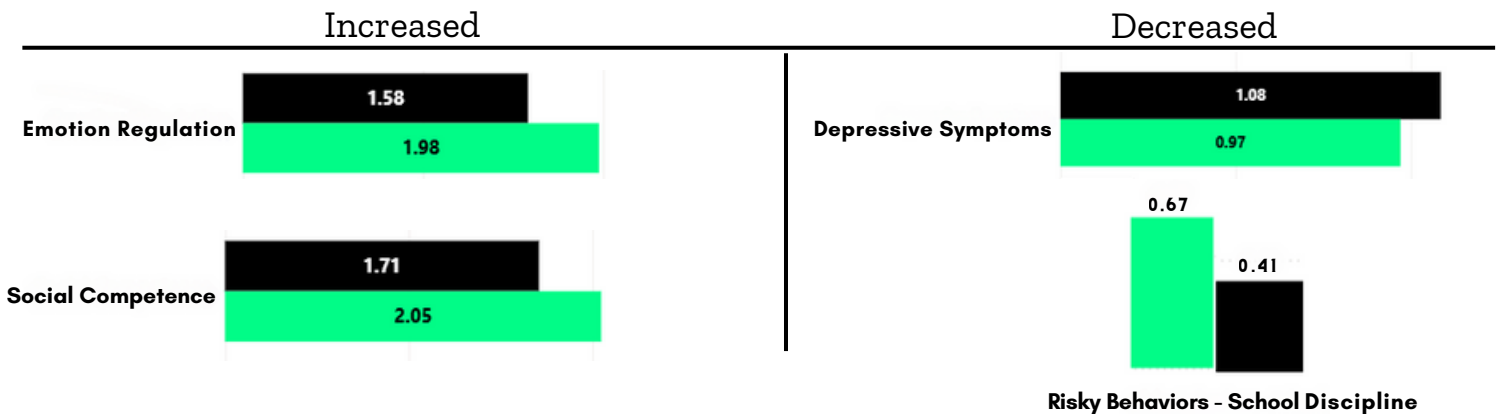 Increased
Emotion Regulation
1.58
1.98
Social Competence
1.71
2.05
Decreased
Depressive Symptoms
1.08
0.97
0.67
0.41
Risky Behaviors - School Discipline